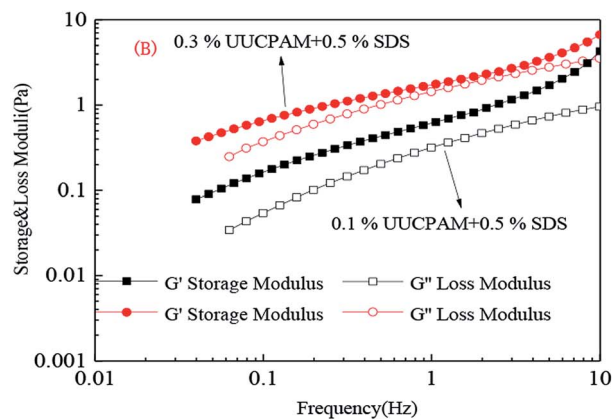 (B)
0.3 % UUCPAM+0.5 % SDS
10
1
0.1
0.01
0.001
Storage&Loss Moduli(Pa)
0.1 % UUCPAM+0.5 % SDS
G' Storage Modulus
G'' Loss Modulus
G' Storage Modulus
G'' Loss Modulus
0.01
0.1
1
10
Frequency(Hz)